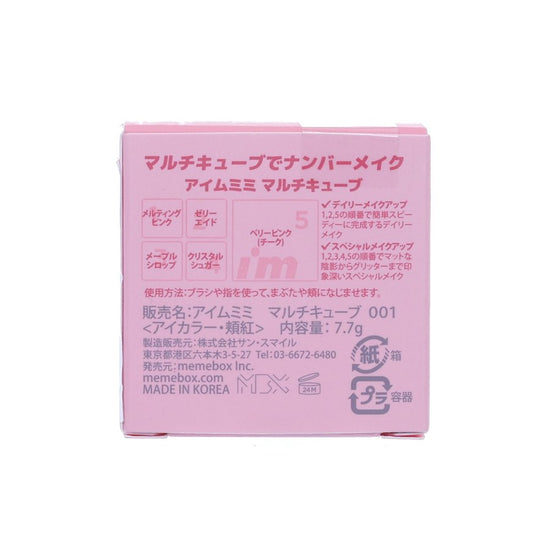 マルチキューブでナンバーメイク
アイムミミ マルチキューブ
メルティング
ピンク
ゼリー
エイド
メープル
シロップ
クリスタル
シュガー
5
ベリーピンク
(チーク)
i'm
✓デイリーメイクアップ
1,2,5の順番で簡単スピー
ディーに完成するデイリー
メイク
✓スペシャルメイクアップ
1,2,3,4,5の順番でマットな
陰影からグリッターまで印
象深いスペシャルメイク
使用方法:ブラシや指を使って、まぶたや頬になじませます。
販売名:アイムミミ マルチキューブ 001
<アイカラー・頬紅> 内容量:7.7g
製造販売元:株式会社サン・スマイル
東京都港区六本木3-5-27 Tel:03-6672-6480
発売元:memebox Inc.
memebox.com
MADE IN KOREA
MBX
24M
紙 箱
プラ 容器